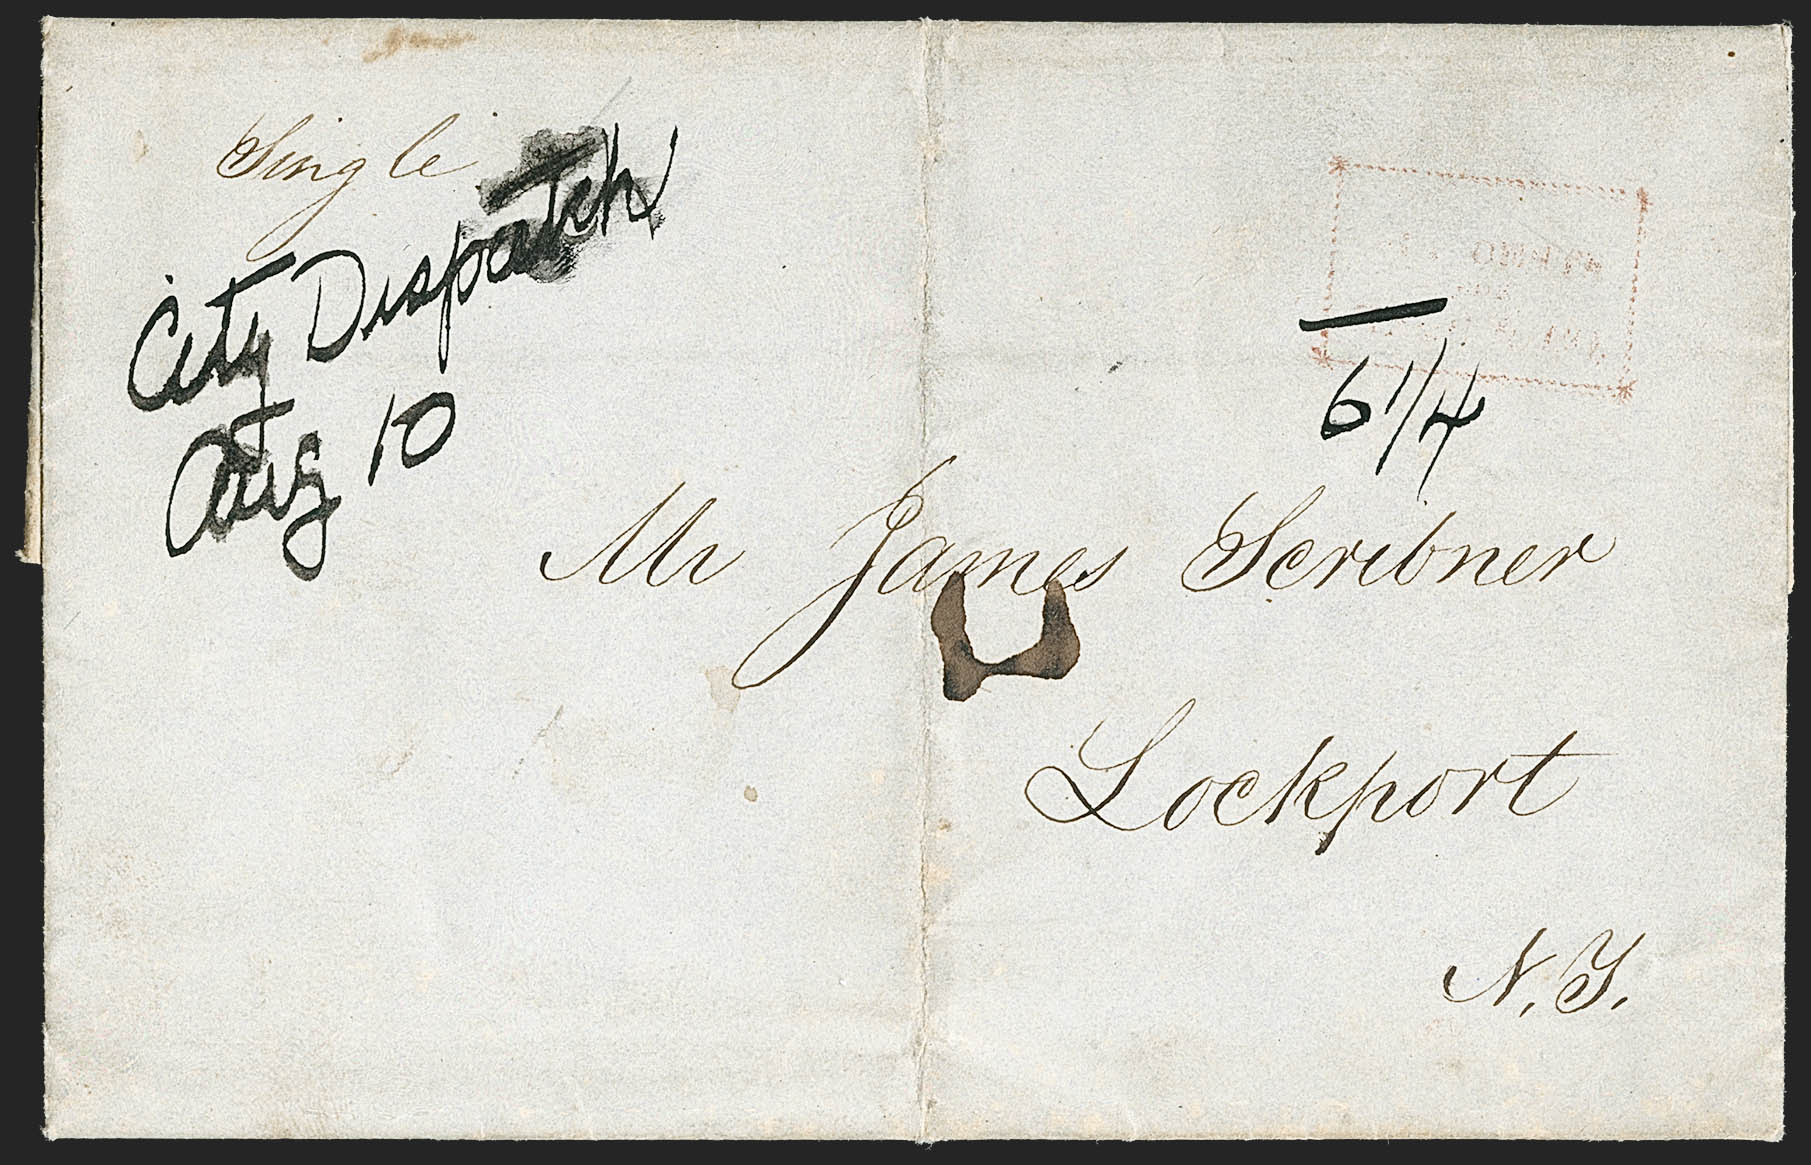 Single
City Dispatch
Aug 10
6 1/4
Mr James Scribner
Lockport
N.Y.